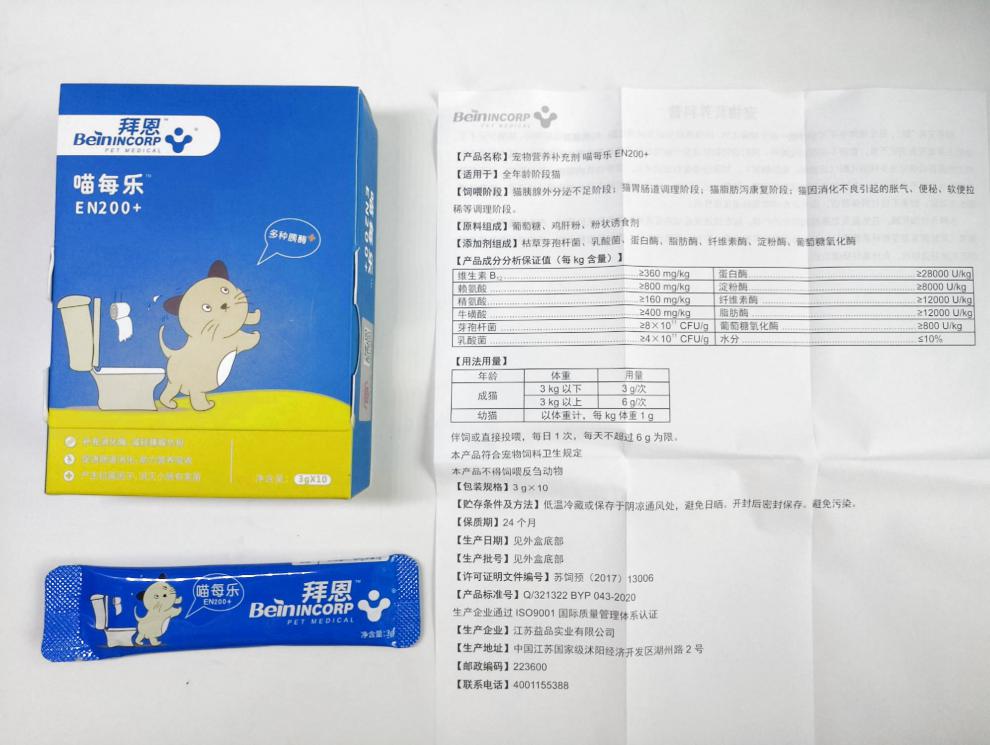 拜恩™
BeinINCORP
PET MEDICAL
喵每乐™
EN200+
多种胰酶+
净含量：3g×10
喵每乐
EN200+
拜恩™
BeinINCORP
PET MEDICAL
净含量:3g
BeinINCORP
PET MEDICAL
【产品名称】宠物营养补充剂 喵每乐 EN200+
【适用于】全年龄阶段猫
【饲喂阶段】猫胰腺外分泌不足阶段；猫胃肠道调理阶段；猫脂肪泻康复阶段；猫因消化不良引起的胀气、便秘、软便拉
稀等调理阶段。
【原料组成】葡萄糖、鸡肝粉、粉状诱食剂
【添加剂组成】枯草芽孢杆菌、乳酸菌、蛋白酶、脂肪酶、纤维素酶、淀粉酶、葡萄糖氧化酶
【产品成分分析保证值（每 kg 含量）】
维生素 B₁₂ ≥360 mg/kg 蛋白酶 ≥28000 U/kg
赖氨酸 ≥800 mg/kg 淀粉酶 ≥8000 U/kg
精氨酸 ≥160 mg/kg 纤维素酶 ≥12000 U/kg
牛磺酸 ≥400 mg/kg 脂肪酶 ≥12000 U/kg
芽孢杆菌 ≥8×10¹¹ CFU/g 葡萄糖氧化酶 ≥800 U/kg
乳酸菌 ≥4×10¹¹ CFU/g 水分 ≤10%
【用法用量】
年龄 体重 用量
成猫 3 kg 以下 3 g/次
3 kg 以上 6 g/次
幼猫 以体重计，每 kg 体重 1 g
伴饲或直接投喂，每日 1 次，每天不超过 6 g 为限。
本产品符合宠物饲料卫生规定
本产品不得饲喂反刍动物
【包装规格】3 g×10
【贮存条件及方法】低温冷藏或保存于阴凉通风处，避免日晒。开封后密封保存。避免污染。
【保质期】24 个月
【生产日期】见外盒底部
【生产批号】见外盒底部
【许可证明文件编号】苏饲预（2017）13006
【产品标准号】Q/321322 BYP 043-2020
生产企业通过 ISO9001 国际质量管理体系认证
【生产企业】江苏益品实业有限公司
【生产地址】中国江苏国家级沭阳经济开发区湖州路 2 号
【邮政编码】223600
【联系电话】4001155388